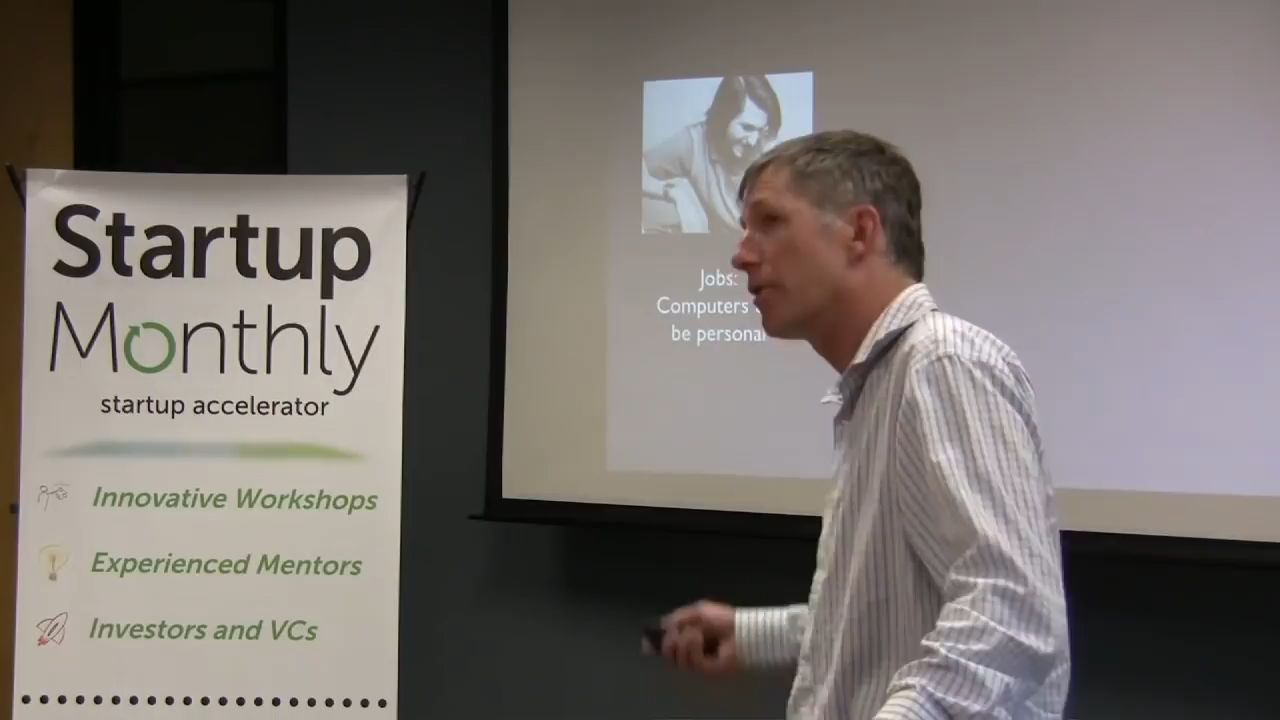 Startup
Monthly
startup accelerator
Innovative Workshops
Experienced Mentors
Investors and VCs
Jobs:
Computers
be personal